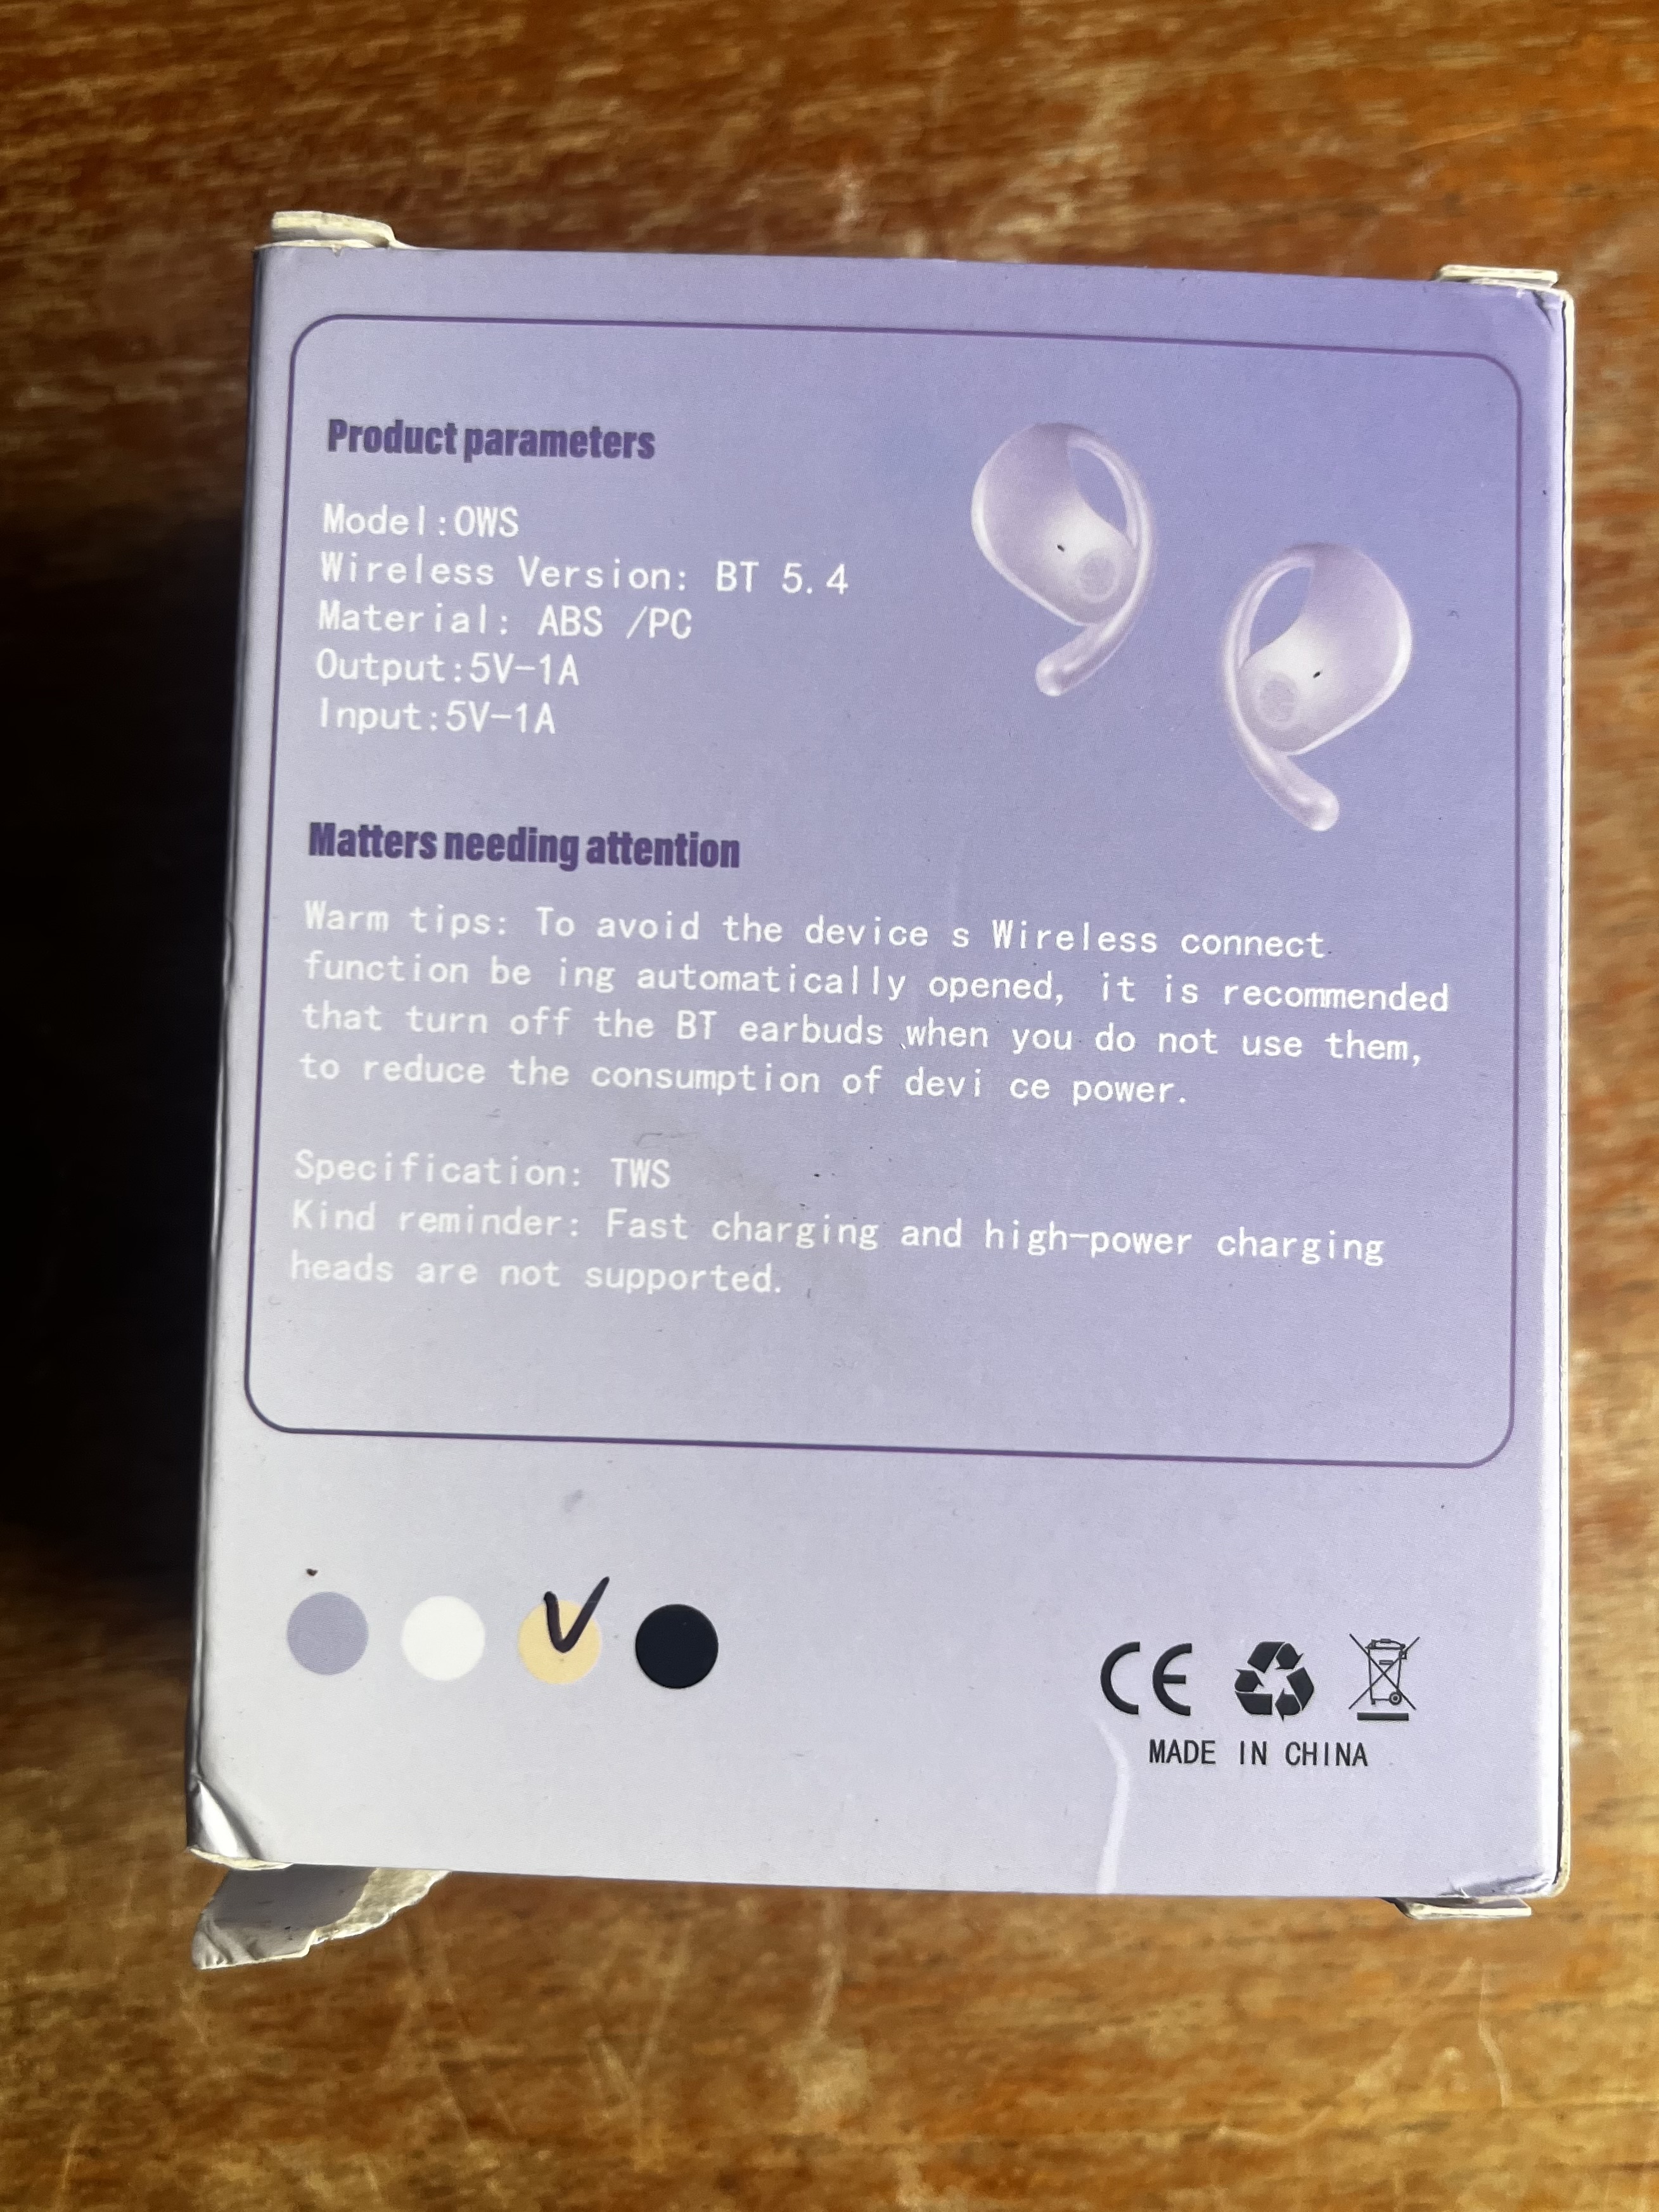 Product parameters
Model:OWS
Wireless Version: BT 5.4
Material: ABS /PC
Output:5V-1A
Input:5V-1A
Matters needing attention
Warm tips: To avoid the device s Wireless connect
function be ing automatically opened, it is recommended
that turn off the BT earbuds when you do not use them,
to reduce the consumption of devi ce power.
Specification: TWS
Kind reminder: Fast charging and high-power charging
heads are not supported.
CE
MADE IN CHINA